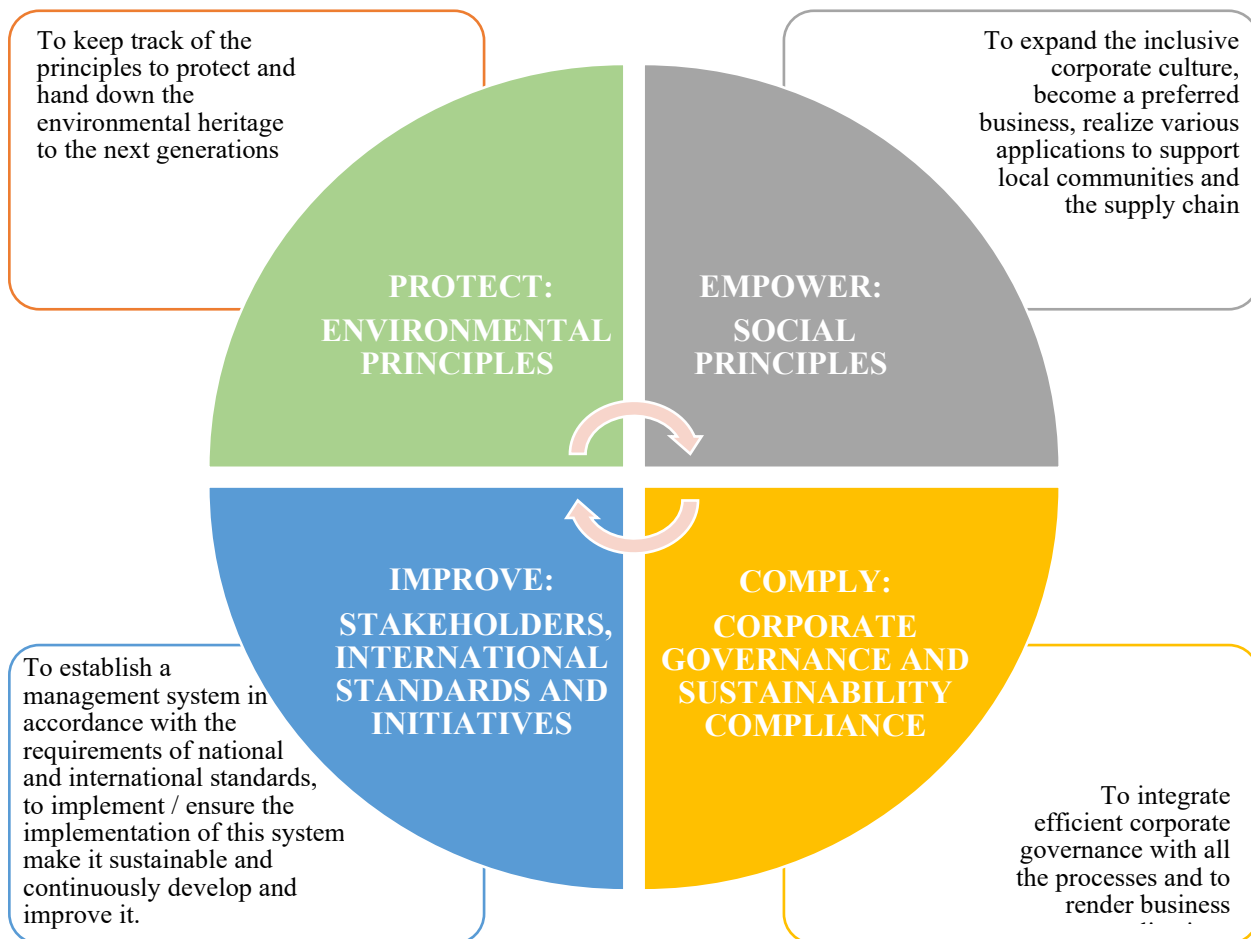 To keep track of the
principles to protect and
hand down the
environmental heritage
to the next generations
To expand the inclusive
corporate culture,
become a preferred
business, realize various
applications to support
local communities and
the supply chain
PROTECT:
ENVIRONMENTAL
PRINCIPLES
EMPOWER:
SOCIAL
PRINCIPLES
IMPROVE:
STAKEHOLDERS,
INTERNATIONAL
STANDARDS AND
INITIATIVES
COMPLY:
CORPORATE
GOVERNANCE AND
SUSTAINABILITY
COMPLIANCE
To establish a
management system in
accordance with the
requirements of national
and international standards,
to implement / ensure the
implementation of this system
make it sustainable and
continuously develop and
improve it.
To integrate
efficient corporate
governance with all
the processes and to
render business